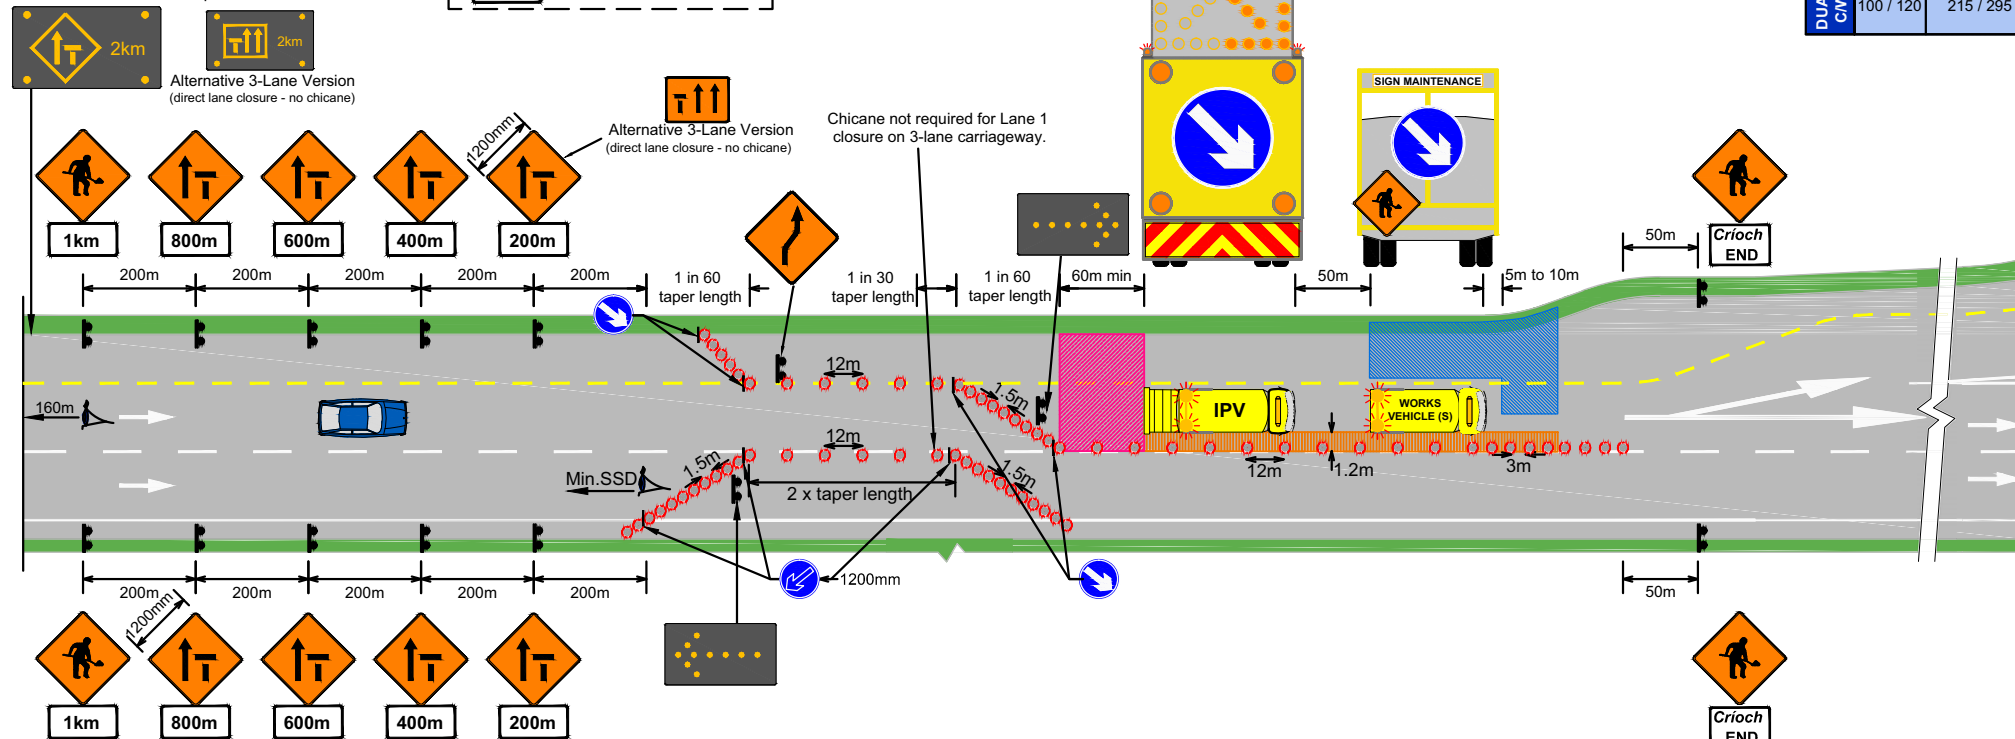 2km
2km
Alternative 3-Lane Version
(direct lane closure - no chicane)
DUA
C/W
100 / 120
215 / 295
SIGN MAINTENANCE
1200mm
Alternative 3-Lane Version
(direct lane closure - no chicane)
Chicane not required for Lane 1
closure on 3-lane carriageway.
1km
800m
600m
400m
200m
Críoch
END
200m
200m
200m
200m
200m
1 in 60
taper length
1 in 30
taper length
1 in 60
taper length
60m min
50m
5m to 10m
50m
12m
1.5m
160m
IPV
WORKS
VEHICLE (S)
12m
1.5m
Min.SSD
2 x taper length
1.5m
12m
1.2m
3m
1200mm
200m
200m
200m
200m
200m
50m
1200mm
1km
800m
600m
400m
200m
Críoch
END